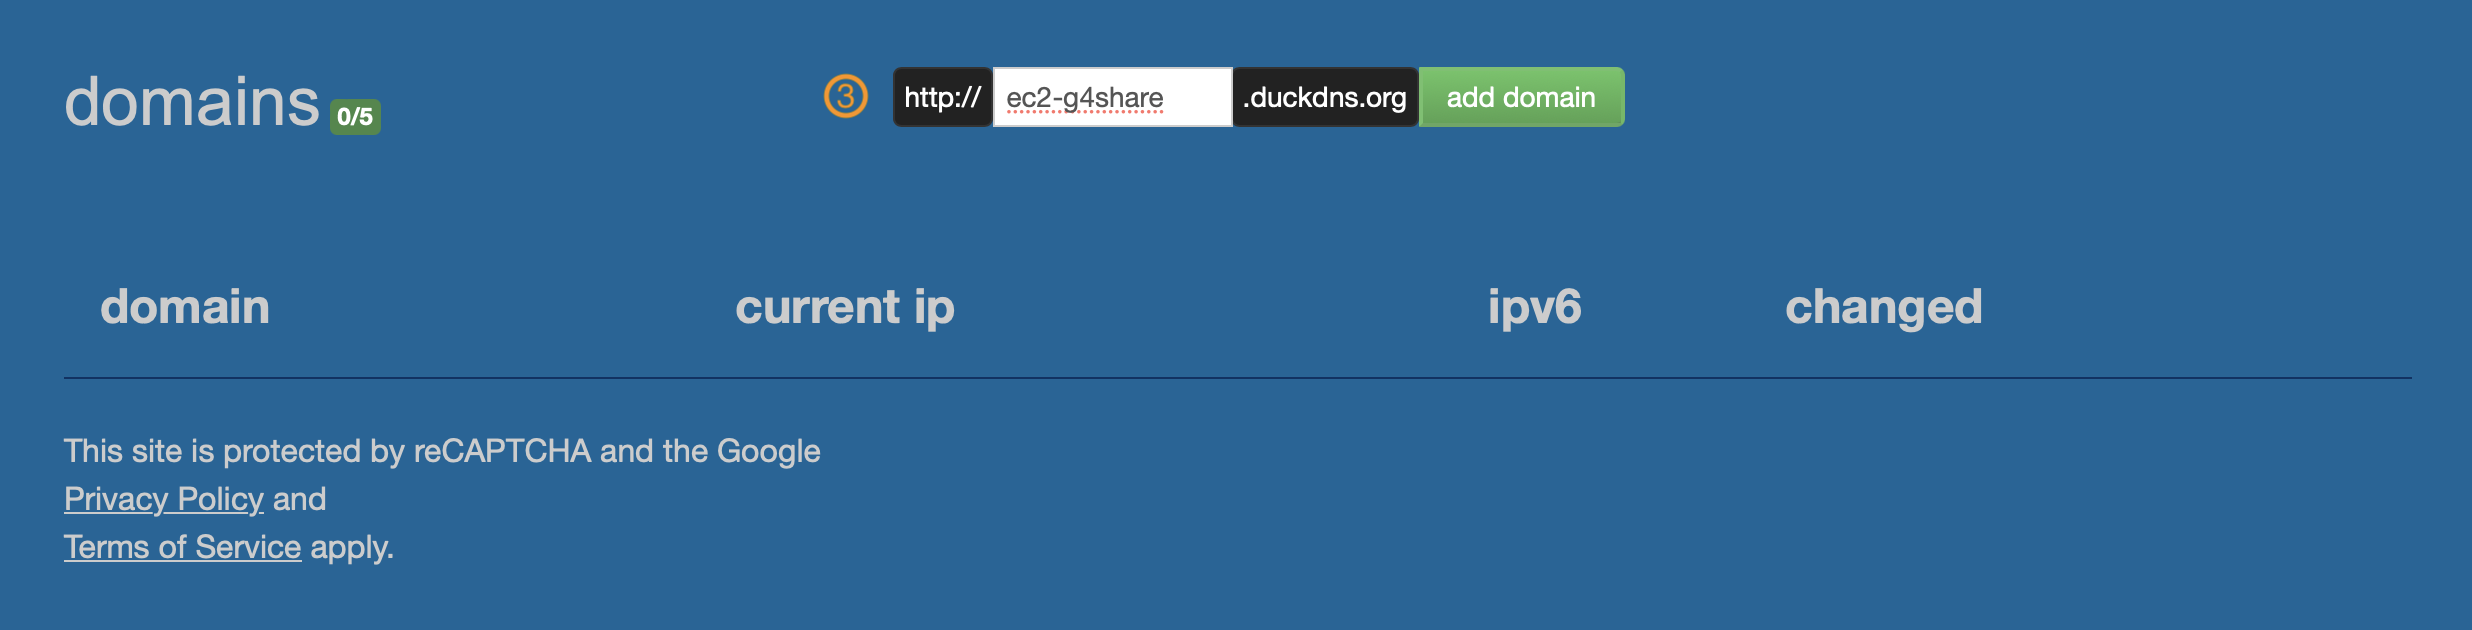 domains 0/5
③ http:// ec2-g4share .duckdns.org add domain
domain current ip ipv6 changed
This site is protected by reCAPTCHA and the Google
Privacy Policy and
Terms of Service apply.